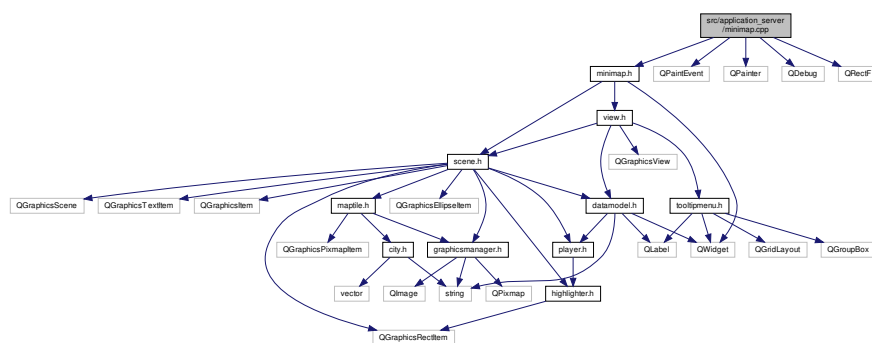 src/application_server
/minimap.cpp
minimap.h
QPaintEvent
QPainter
QDebug
QRectF
view.h
scene.h
QGraphicsView
QGraphicsScene
QGraphicsTextItem
QGraphicsItem
maptile.h
QGraphicsEllipseItem
datamodel.h
tooltipmenu.h
QGraphicsPixmapItem
city.h
graphicsmanager.h
player.h
QLabel
QWidget
QGridLayout
QGroupBox
vector
QImage
string
QPixmap
highlighter.h
QGraphicsRectItem